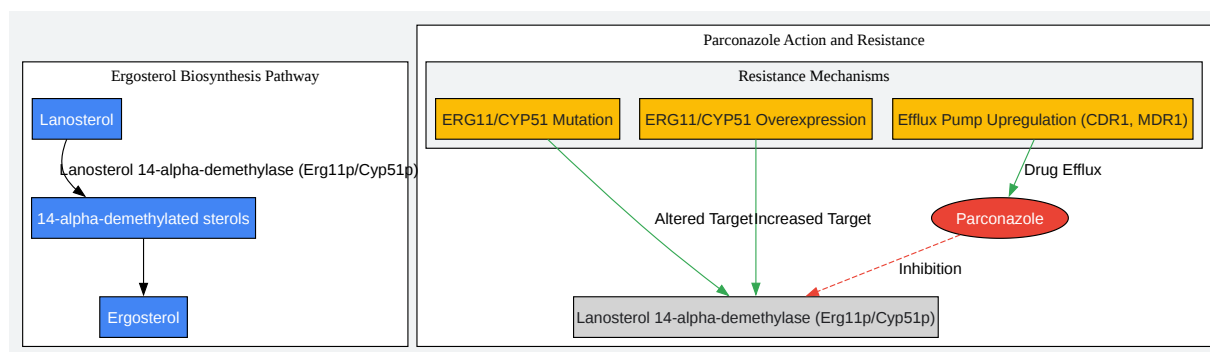 Parconazole Action and Resistance
Ergosterol Biosynthesis Pathway
Resistance Mechanisms
Lanosterol
ERG11/CYP51 Mutation
ERG11/CYP51 Overexpression
Efflux Pump Upregulation (CDR1, MDR1)
Lanosterol 14-alpha-demethylase (Erg11p/Cyp51p)
Drug Efflux
14-alpha-demethylated sterols
Altered Target
Increased Target
Parconazole
Inhibition
Ergosterol
Lanosterol 14-alpha-demethylase (Erg11p/Cyp51p)